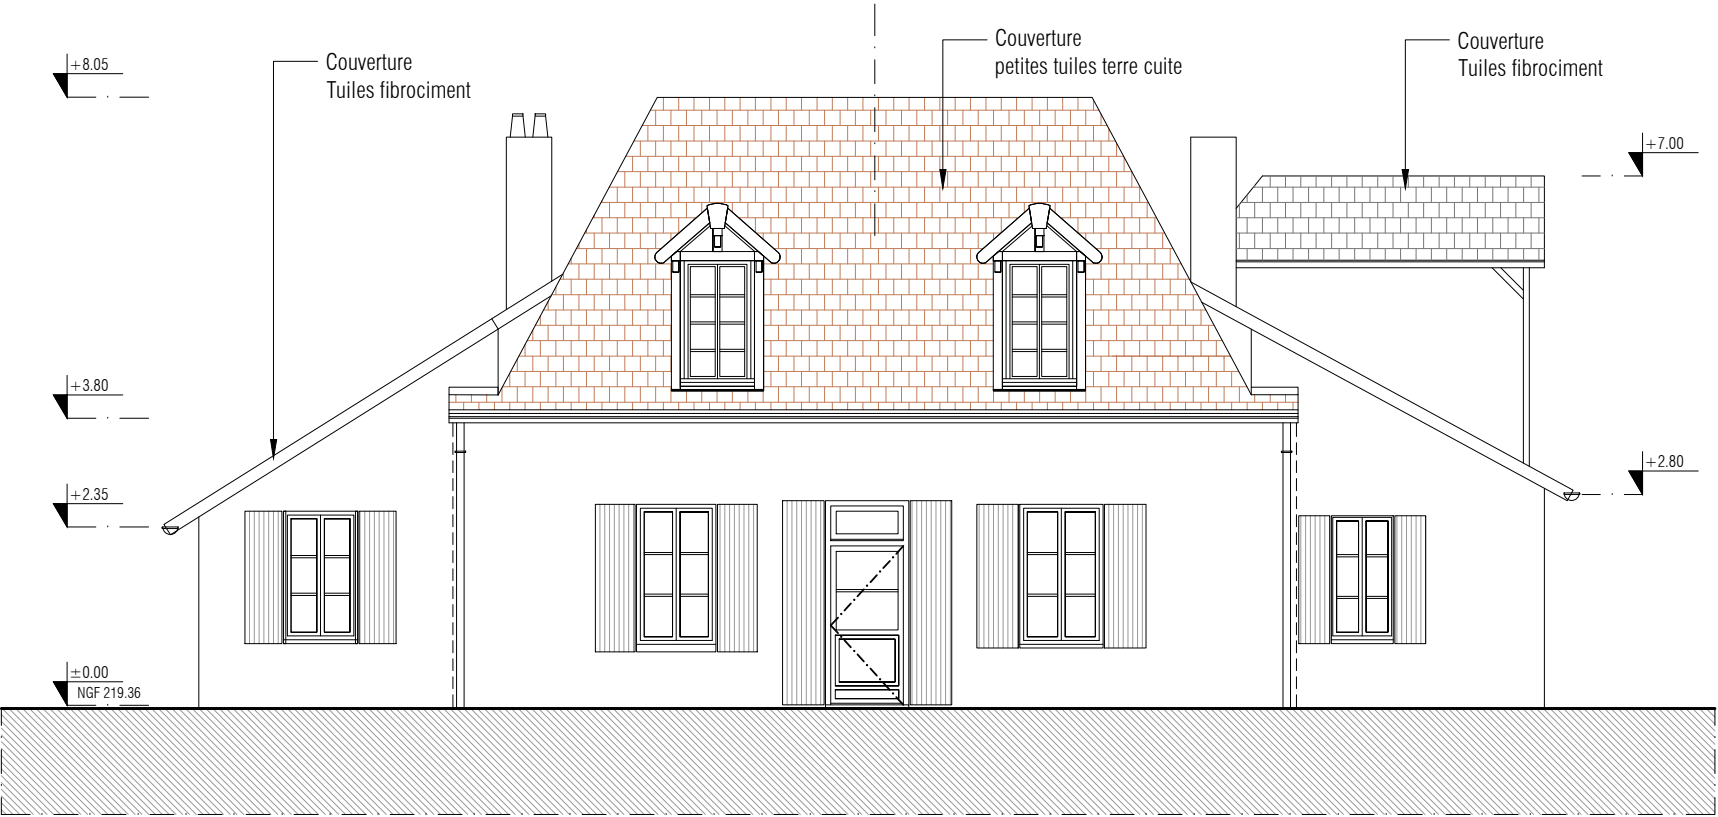 Couverture
Tuiles fibrociment
Couverture
petites tuiles terre cuite
Couverture
Tuiles fibrociment
+8.05
+7.00
+3.80
+2.80
+2.35
±0.00
NGF 219.36